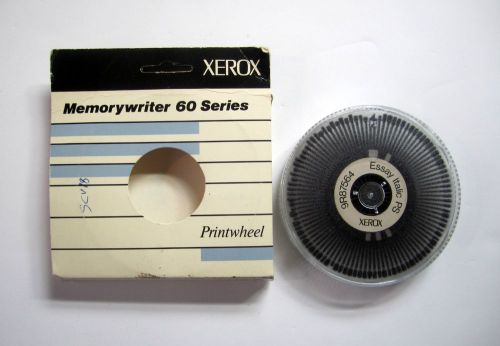 XEROX
Memorywriter 60 Series
Printwheel
Essay Italic PS
9R87564
XEROX